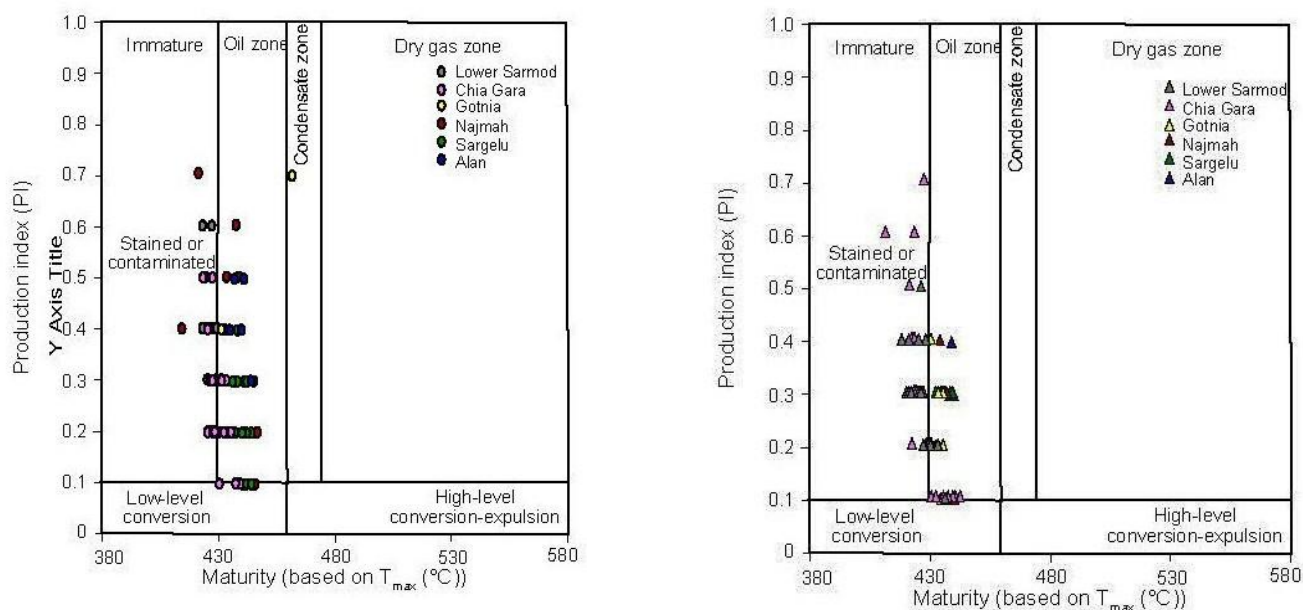 1.0
0.9
0.8
0.7
0.6
0.5
0.4
0.3
0.2
0.1
0
Production index (PI)
Y Axis Title
Immature
Oil zone
Condensate zone
Dry gas zone
Lower Sarmod
Chia Gara
Gotnia
Najmah
Sargelu
Alan
Stained or
contaminated
Low-level
conversion
High-level
conversion-expulsion
380 430 480 530 580
Maturity (based on Tmax (°C))
1.0
0.9
0.8
0.7
0.6
0.5
0.4
0.3
0.2
0.1
0
Production index (PI)
Immature
Oil zone
Condensate zone
Dry gas zone
Lower Sarmod
Chia Gara
Gotnia
Najmah
Sargelu
Alan
Stained or
contaminated
Low-level
conversion
High-level
conversion-expulsion
380 430 480 530 580
Maturity (based on Tmax (°C))